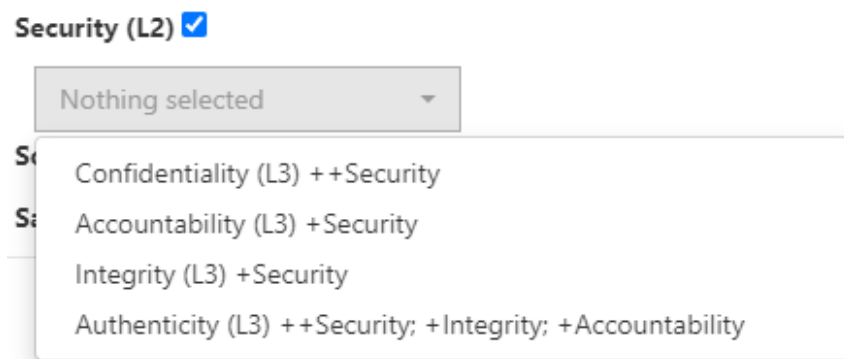 Security (L2)
Nothing selected
Confidentiality (L3) ++Security
Accountability (L3) +Security
Integrity (L3) +Security
Authenticity (L3) ++Security; +Integrity; +Accountability